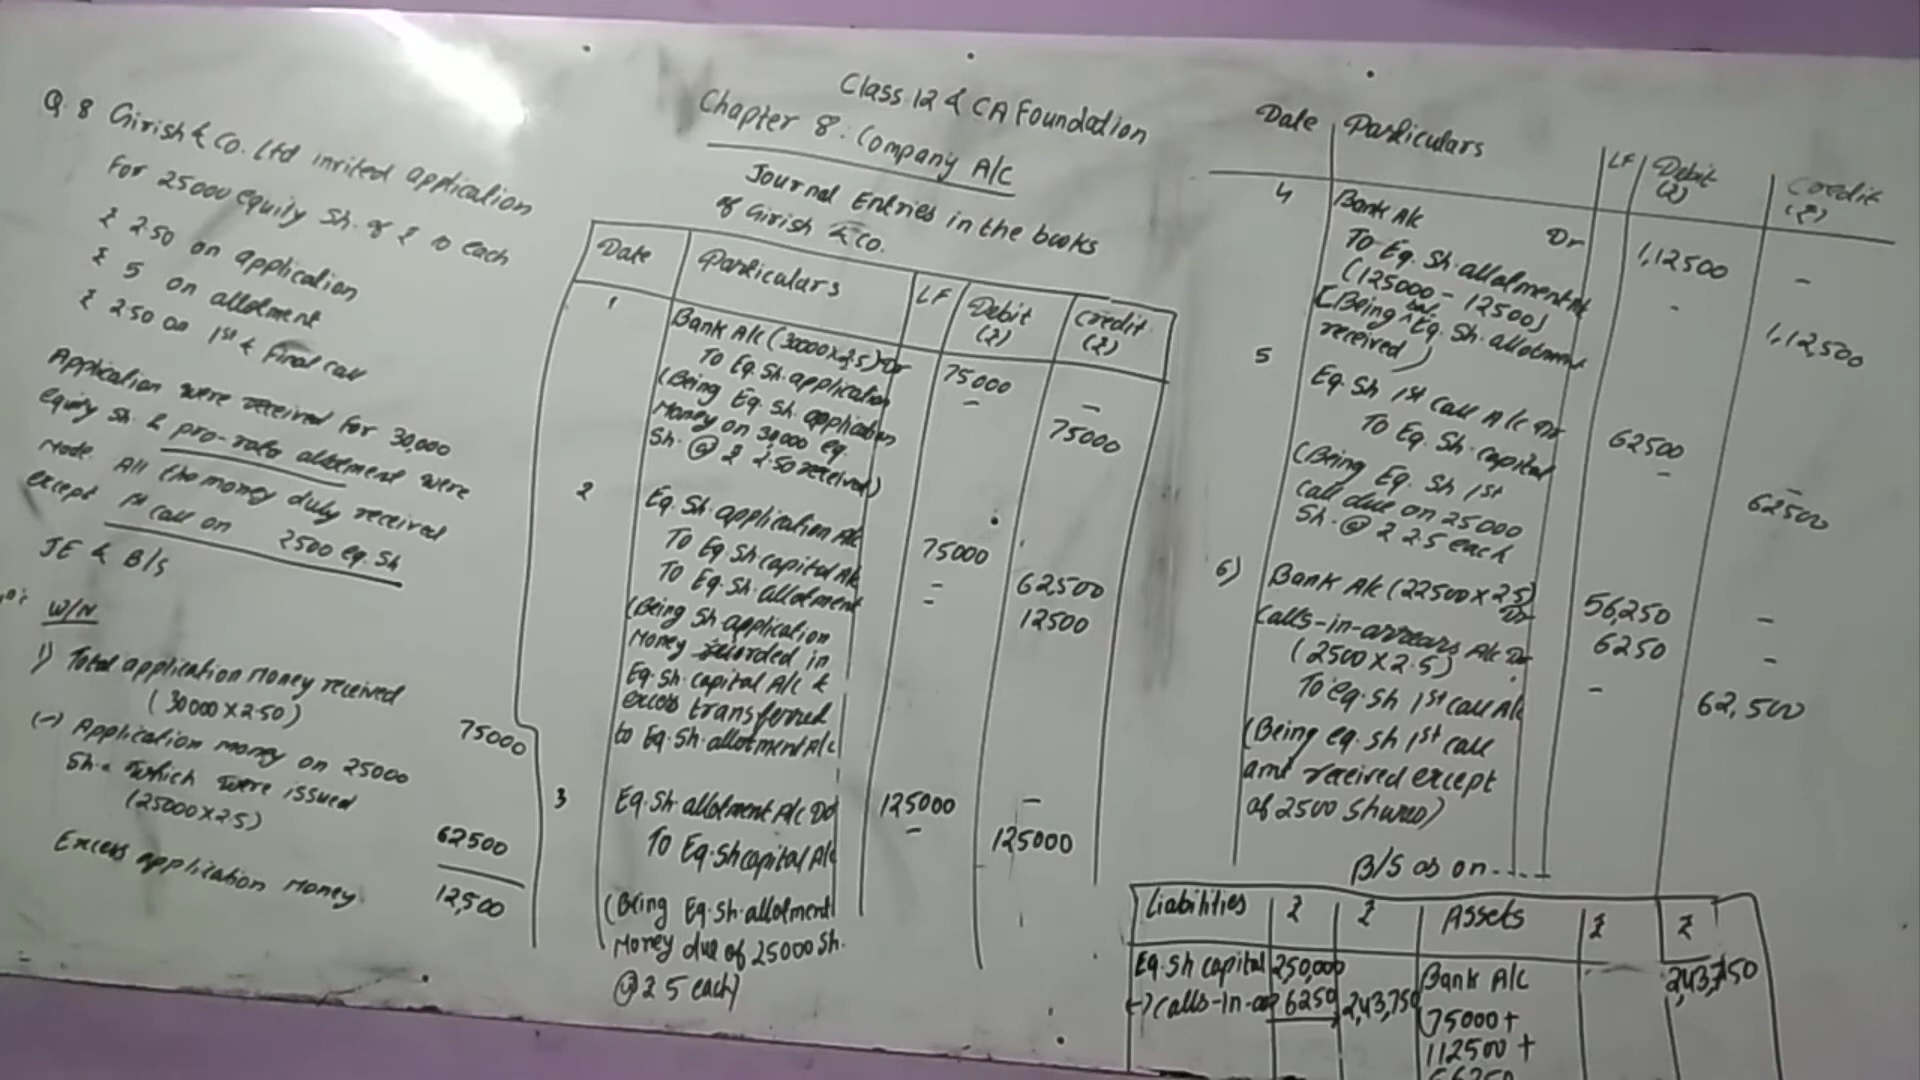 Class 12 & CA Foundation
Chapter 8: Company A/c
Q.8 Girish & Co. Ltd invited application
For 25000 equity Sh. of ₹ 10 each
₹ 2.50 on application
₹ 5 on allotment
₹ 2.50 on 1st & Final call
Application were received for 30,000
equity Sh. & pro-rata allotment were
Made. All the money duly received
except 1st call on 2500 eq. Sh
JE & B/S
W/N
1) Total application money received
(30000 x 2.50) 75000
(-) Application money on 25000
Sh. which were issued
(25000 x 2.5) 62500
Excess application Money 12,500
Journal Entries in the books
of Girish & Co.
Date Particulars LF Debit (₹) Credit (₹)
1 Bank A/c (30000 x 2.5) Dr 75000 -
To Eq. Sh. application - 75000
(Being Eq. Sh. application
Money on 30,000 eq.
Sh. @ ₹ 2.50 received)
2 Eq. Sh. application A/c 75000
To Eq. Sh. capital A/c - 62,500
To Eq. Sh. allotment - 12500
(Being Sh. application
Money recorded in
Eq. Sh. capital A/c &
excess transferred
to Eq. Sh. allotment A/c
3 Eq. Sh. allotment A/c Dr 125000 -
To Eq. Sh capital A/c - 125000
(Being Eq. Sh. allotment
Money due of 25000 Sh.
@ ₹ 5 each)
Date Particulars LF Debit (₹) Credit (₹)
4 Bank A/c Dr 1,12500 -
To Eq. Sh. allotment A/c - 1,12,500
(125000 - 12500)
(Being bal. Eq. Sh. allotment
received)
5 Eq. Sh 1st call A/c Dr 62500 -
To Eq. Sh. capital - 62500
(Being Eq. Sh 1st
call due on 25000
Sh. @ ₹ 2.5 each
6) Bank A/c (22500 x 2.5) Dr 56,250 -
Calls-in-arrears A/c Dr 6250 -
(2500 x 2.5)
To eq. sh 1st call A/c - 62,500
(Being eq. sh 1st call
amt received except
of 2500 Shares)
B/S as on....
Liabilities ₹ ₹ Assets ₹ ₹
Eq. Sh capital 250,000 Bank A/c 2,43,750
(-) Calls-in-ar 6250 2,43,750 (75000 +
112500 +
56250